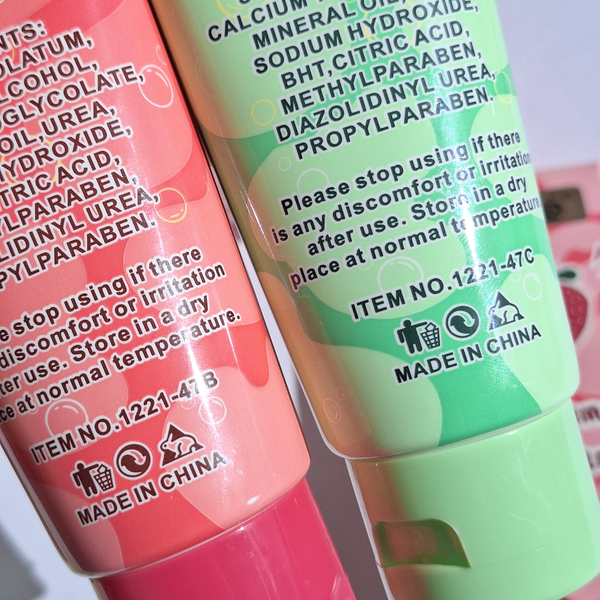 NTS:
OLATUM,
LCOHOL,
GLYCOLATE,
OIL, UREA,
HYDROXIDE,
TRIC ACID,
YLPARABEN,
LIDINYL UREA,
PYLPARABEN.
e stop using if there
discomfort or irritation
ter use. Store in a dry
ce at normal temperature.
ITEM NO.1221-47B
MADE IN CHINA
CALCIUM
MINERAL OIL,
SODIUM HYDROXIDE,
BHT,CITRIC ACID,
METHYLPARABEN,
DIAZOLIDINYL UREA,
PROPYLPARABEN.
Please stop using if there
is any discomfort or irritation
after use. Store in a dry
place at normal temperature
ITEM NO.1221-47C
MADE IN CHINA